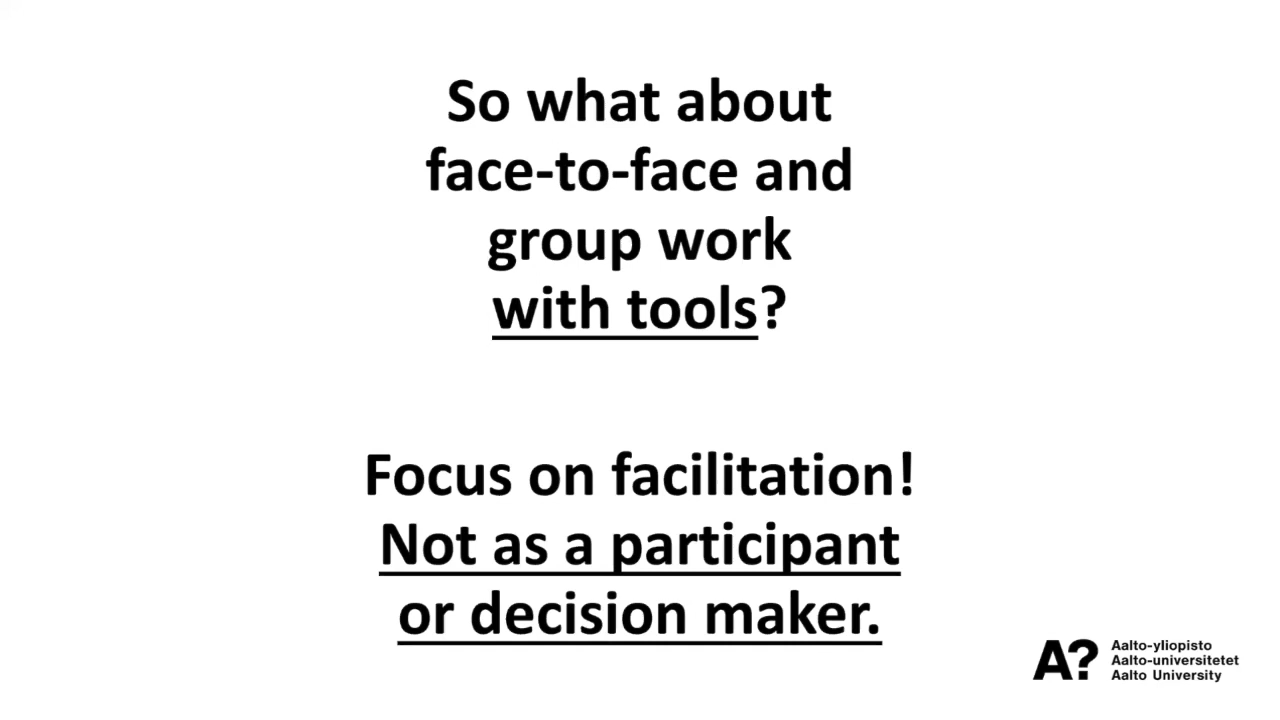 So what about
face-to-face and
group work
with tools?
Focus on facilitation!
Not as a participant
or decision maker.
A?
Aalto-yliopisto
Aalto-universitetet
Aalto University